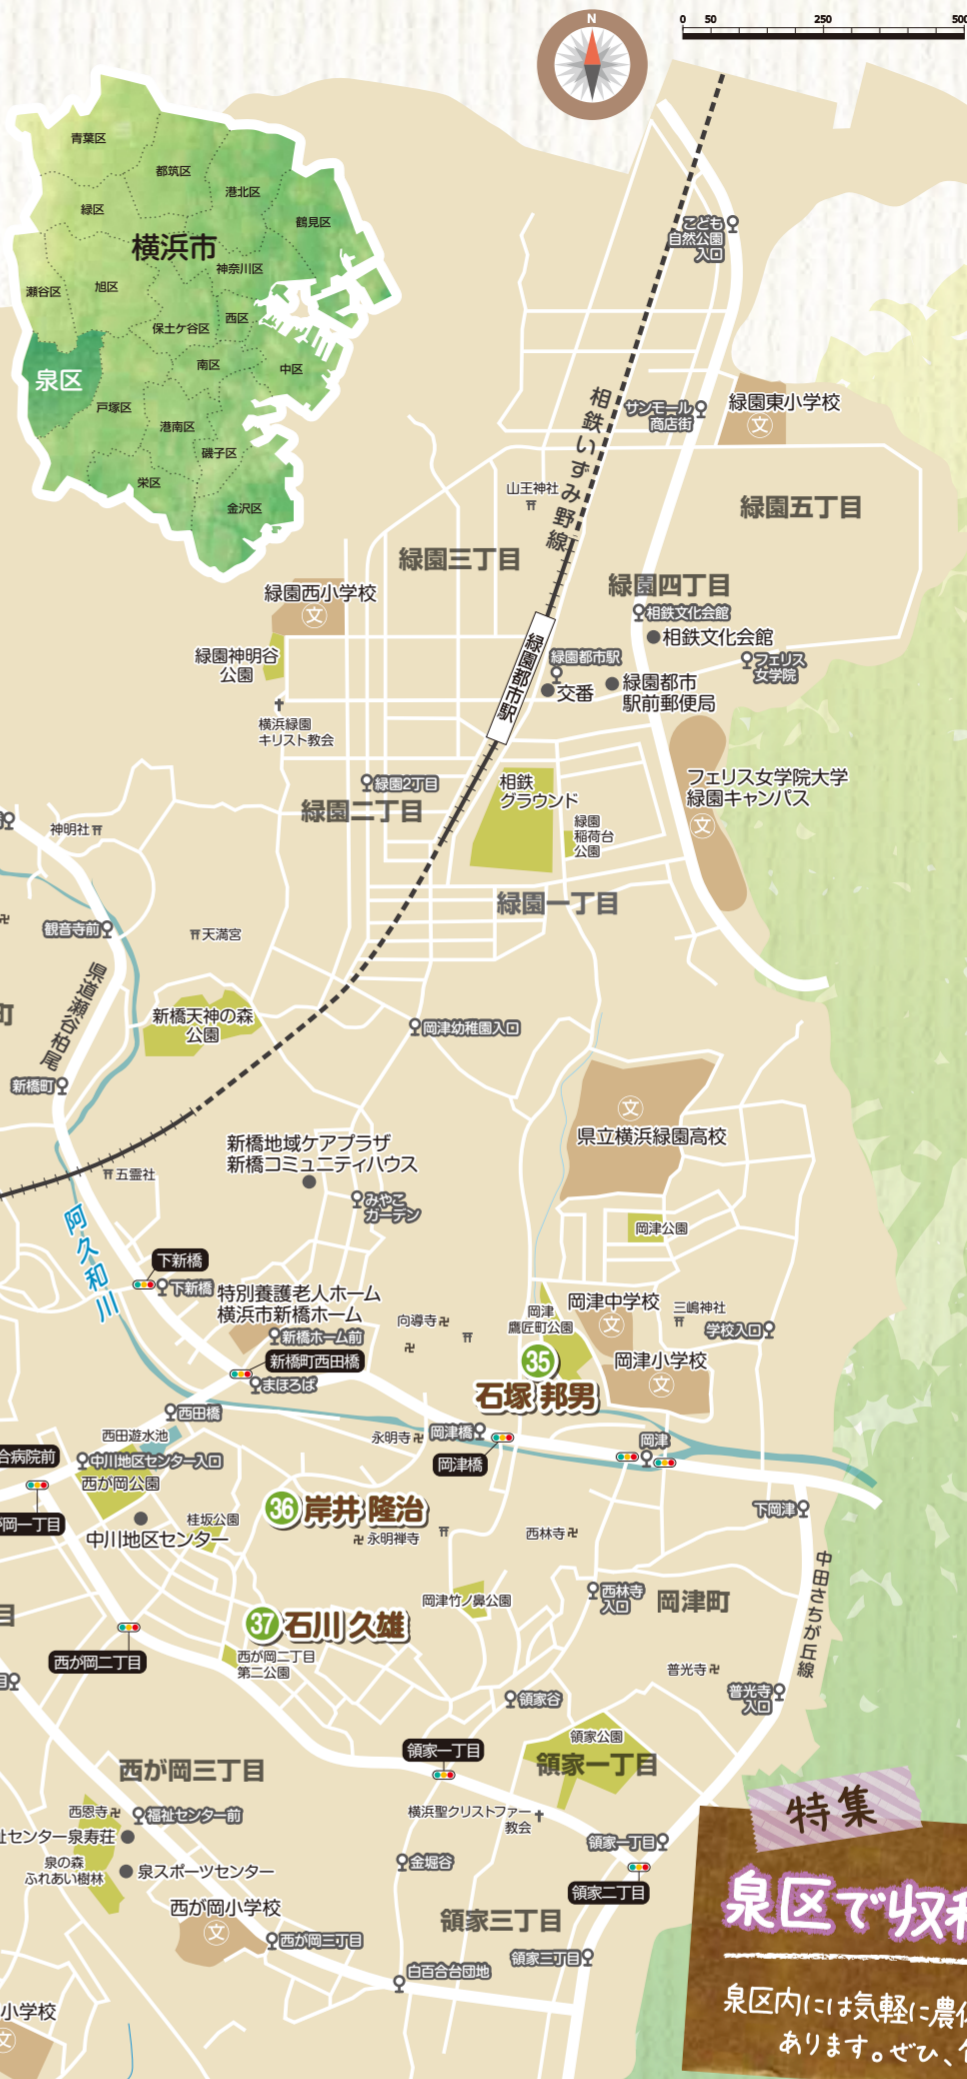 N
0 50 250 500
青葉区
都筑区
港北区
緑区
鶴見区
横浜市
神奈川区
瀬谷区
旭区
西区
保土ケ谷区
南区
中区
泉区
戸塚区
港南区
磯子区
栄区
金沢区
こども
自然公園
入口
相鉄いずみ野線
サンモール
商店街
緑園東小学校
文
山王神社
緑園五丁目
緑園三丁目
緑園四丁目
緑園西小学校
文
相鉄文化会館
相鉄文化会館
緑園都市駅
緑園都市駅
フェリス
女学院
緑園神明谷
公園
交番
緑園都市
駅前郵便局
横浜緑園
キリスト教会
相鉄
グラウンド
フェリス女学院大学
緑園キャンパス
文
緑園2丁目
緑園二丁目
緑園
稲荷台
公園
神明社
緑園一丁目
観音寺前
天満宮
県道瀬谷柏尾
町
新橋天神の森
公園
岡津幼稚園入口
新橋町
文
県立横浜緑園高校
新橋地域ケアプラザ
新橋コミュニティハウス
五霊社
みやこ
ガーデン
阿久和川
岡津公園
下新橋
下新橋
特別養護老人ホーム
横浜市新橋ホーム
新橋ホーム前
向導寺
岡津
鷹匠町公園
岡津中学校
文
三嶋神社
学校入口
新橋町西田橋
まほろば
35
石塚 邦男
岡津小学校
文
西田橋
西田遊水池
永明寺
岡津橋
岡津橋
岡津
合病院前
中川地区センター入口
西が岡公園
岡一丁目
中川地区センター
桂坂公園
36 岸井 隆治
永明禅寺
西林寺
下岡津
中田さちが丘線
岡津竹ノ鼻公園
西林寺
入口
岡津町
37 石川 久雄
目
西が岡二丁目
西が岡二丁目
第二公園
普光寺
普光寺
入口
領家谷
領家公園
領家一丁目
領家一丁目
西が岡三丁目
西恩寺
福祉センター前
横浜聖クリストファー
教会
祉センター泉寿荘
領家一丁目
泉の森
ふれあい樹林
泉スポーツセンター
金堀谷
領家二丁目
西が岡小学校
文
西が岡三丁目
領家三丁目
領家三丁目
白百合台団地
小学校
文
特集
泉区で収
泉区内には気軽に農
あります。ぜひ、